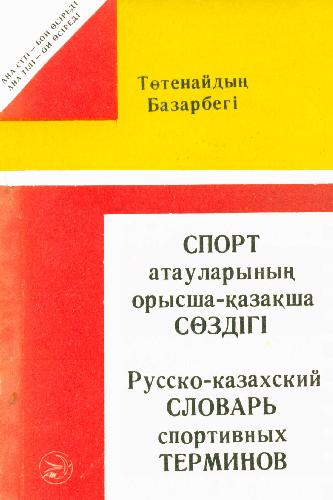 АНА СҮТІ – БОЙ ӨСІРЕДІ
АНА ТІЛІ – ОЙ ӨСІРЕДІ
Төтенайдың
Базарбегі
СПОРТ
атауларының
орысша-қазақша
СӨЗДІГІ
Русско-казахский
СЛОВАРЬ
спортивных
ТЕРМИНОВ